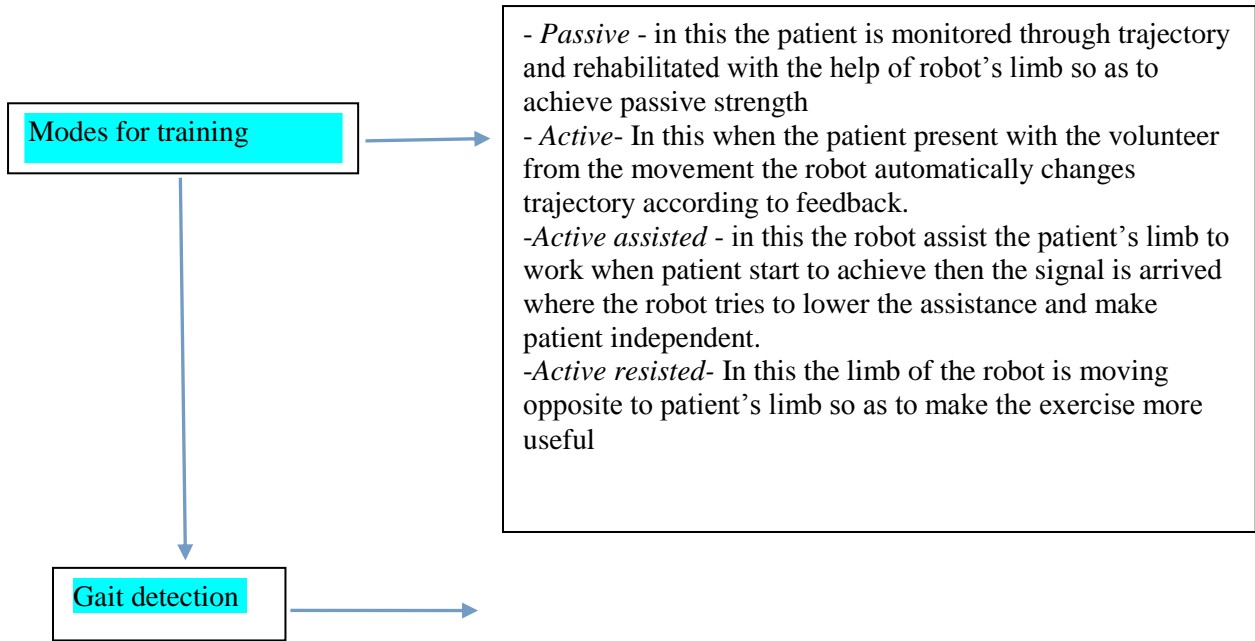 Modes for training
- Passive - in this the patient is monitored through trajectory
and rehabilitated with the help of robot’s limb so as to
achieve passive strength
- Active- In this when the patient present with the volunteer
from the movement the robot automatically changes
trajectory according to feedback.
-Active assisted - in this the robot assist the patient’s limb to
work when patient start to achieve then the signal is arrived
where the robot tries to lower the assistance and make
patient independent.
-Active resisted- In this the limb of the robot is moving
opposite to patient’s limb so as to make the exercise more
useful
Gait detection